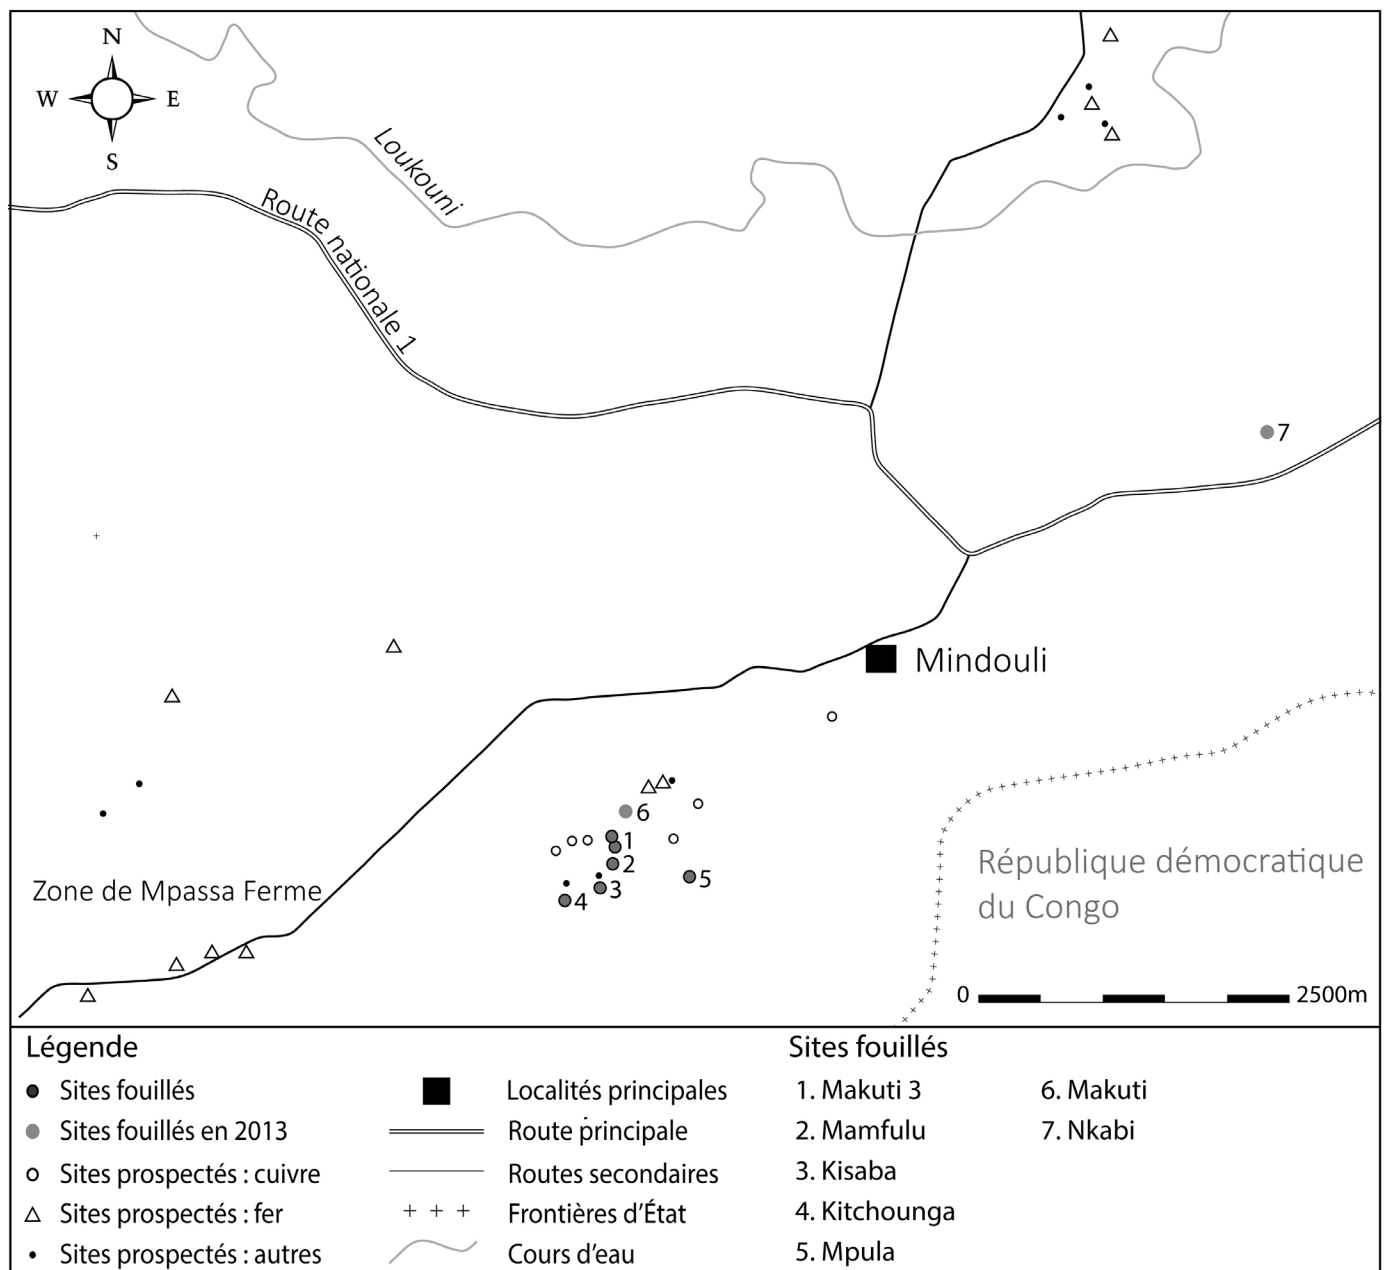 N
W
E
S
Loukouni
Route nationale 1
7
Mindouli
6
1
2
3
4
5
Zone de Mpassa Ferme
République démocratique
du Congo
0
2500m
Légende
Sites fouillés
Sites fouillés en 2013
Sites prospectés : cuivre
Sites prospectés : fer
Sites prospectés : autres
Localités principales
Route principale
Routes secondaires
Frontières d'État
Cours d'eau
Sites fouillés
1. Makuti 3
2. Mamfulu
3. Kisaba
4. Kitchounga
5. Mpula
6. Makuti
7. Nkabi